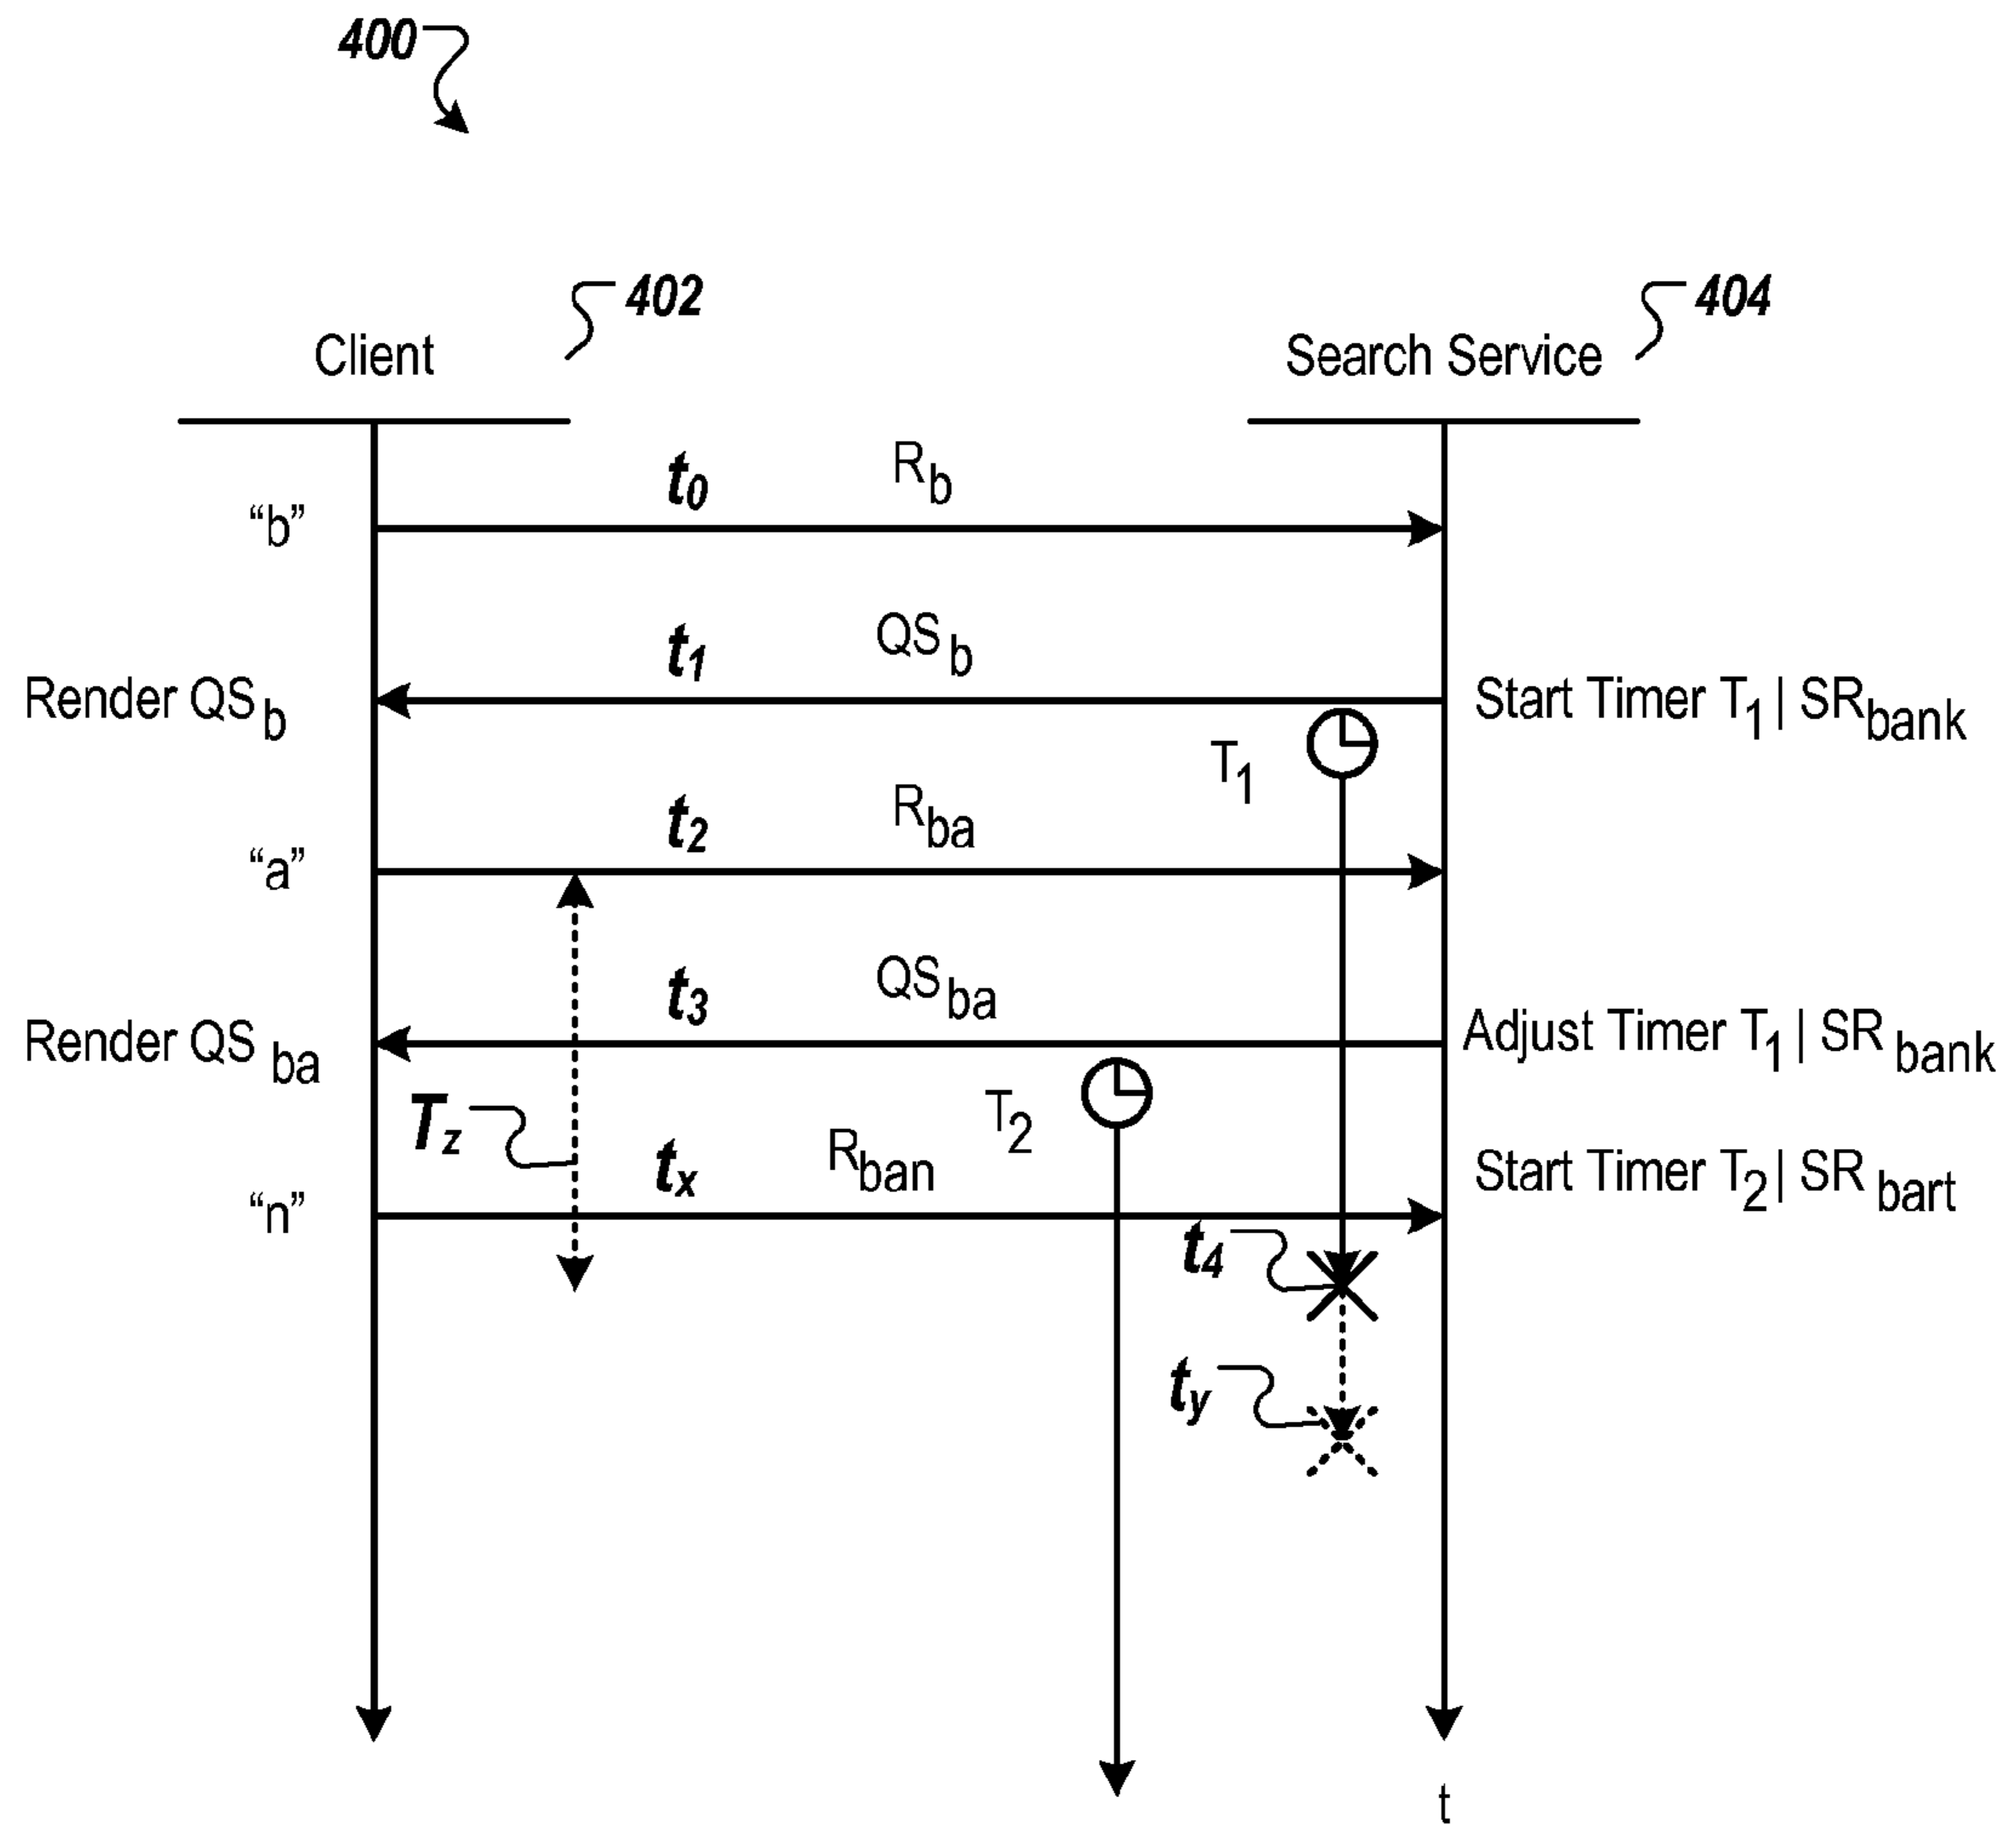 400
402
404
Client
Search Service
t0
Rb
“b”
t1
QSb
Render QSb
Start Timer T1 | SRbank
T1
t2
Rba
“a”
t3
QSba
Render QS ba
Adjust Timer T1 | SR bank
Tz
T2
tx
Rban
Start Timer T2 | SR bart
“n”
t4
ty
t